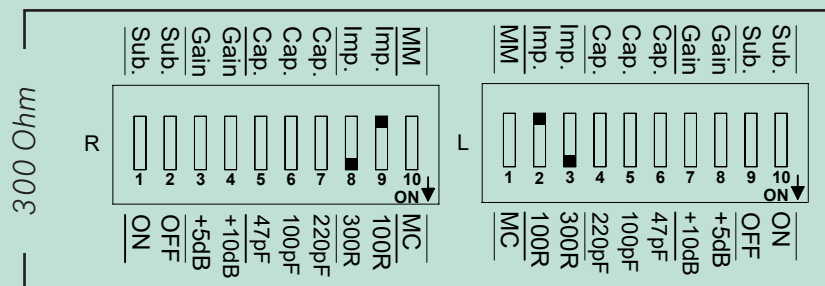 300 Ohm
R
Sub. Sub. Gain Gain Cap. Cap. Cap. Imp. Imp. MM
1 2 3 4 5 6 7 8 9 10
ON
ON OFF +5dB +10dB 47pF 100pF 220pF 300R 100R MC
L
MM Imp. Imp. Cap. Cap. Cap. Gain Gain Sub. Sub.
1 2 3 4 5 6 7 8 9 10
ON
MC 100R 300R 220pF 100pF 47pF +10dB +5dB OFF ON